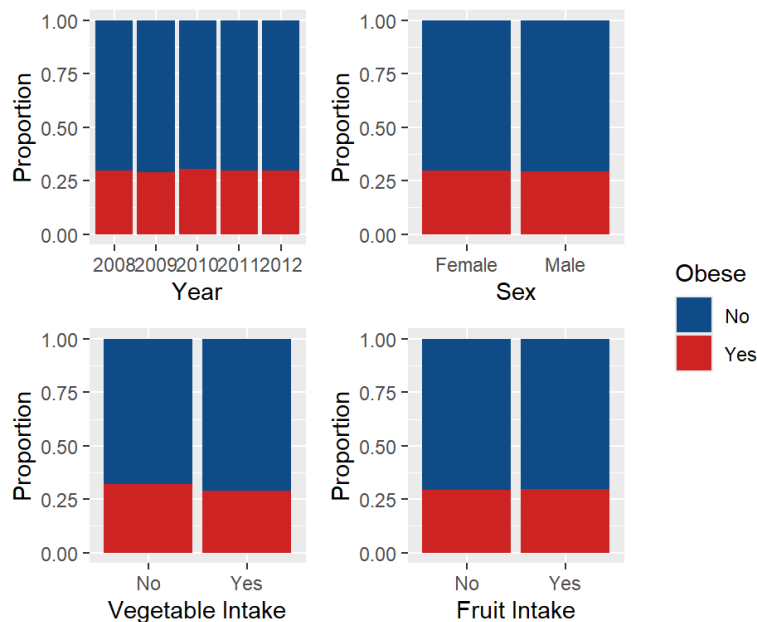 1.00
0.75
0.50
0.25
0.00
Proportion
2008 2009 2010 2011 2012
Year
1.00
0.75
0.50
0.25
0.00
Proportion
Female Male
Sex
1.00
0.75
0.50
0.25
0.00
Proportion
No Yes
Vegetable Intake
1.00
0.75
0.50
0.25
0.00
Proportion
No Yes
Fruit Intake
Obese
No
Yes